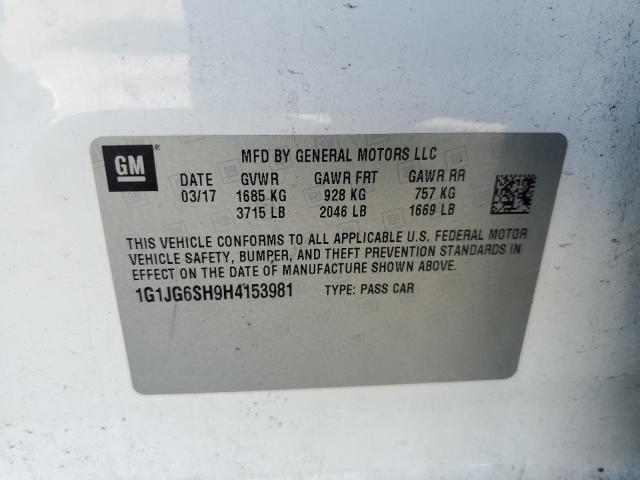 GM
MFD BY GENERAL MOTORS LLC
DATE GVWR GAWR FRT GAWR RR
03/17 1685 KG 928 KG 757 KG
3715 LB 2046 LB 1669 LB
THIS VEHICLE CONFORMS TO ALL APPLICABLE U.S. FEDERAL MOTOR
VEHICLE SAFETY, BUMPER, AND THEFT PREVENTION STANDARDS IN
EFFECT ON THE DATE OF MANUFACTURE SHOWN ABOVE.
1G1JG6SH9H4153981 TYPE: PASS CAR